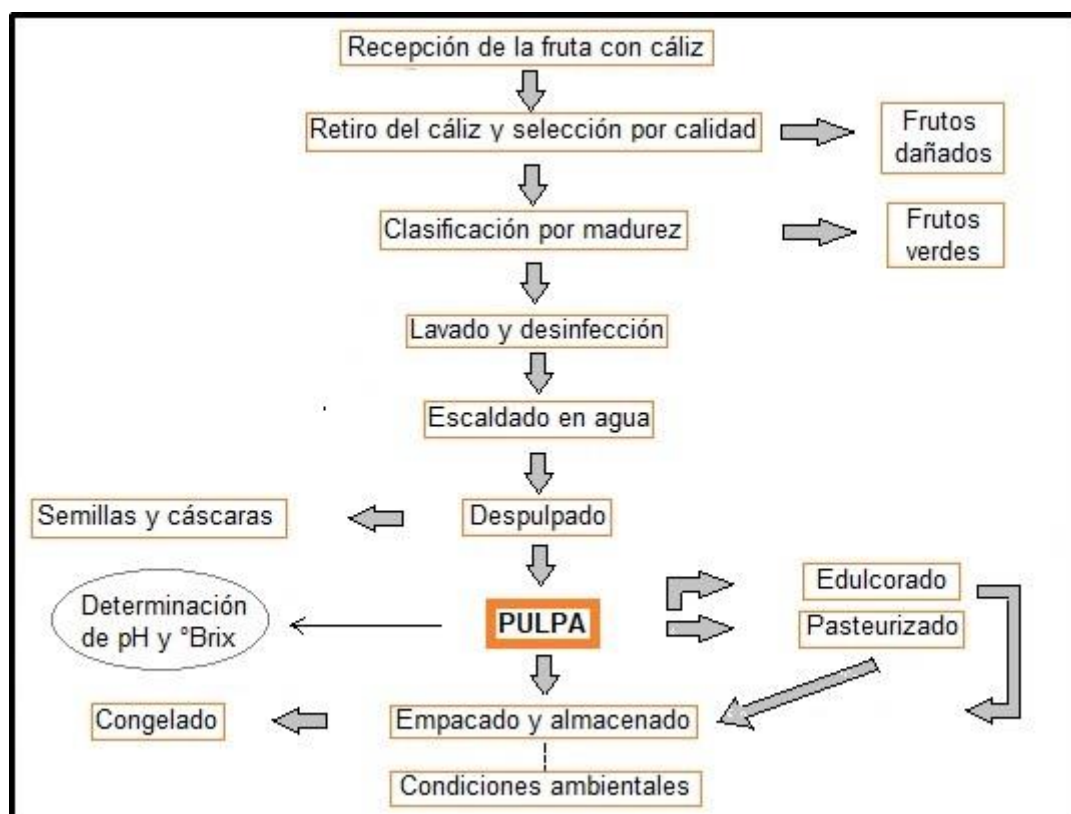 Recepción de la fruta con cáliz
Retiro del cáliz y selección por calidad
Frutos
dañados
Clasificación por madurez
Frutos
verdes
Lavado y desinfección
Escaldado en agua
Semillas y cáscaras
Despulpado
Determinación
de pH y °Brix
PULPA
Edulcorado
Pasteurizado
Congelado
Empacado y almacenado
Condiciones ambientales